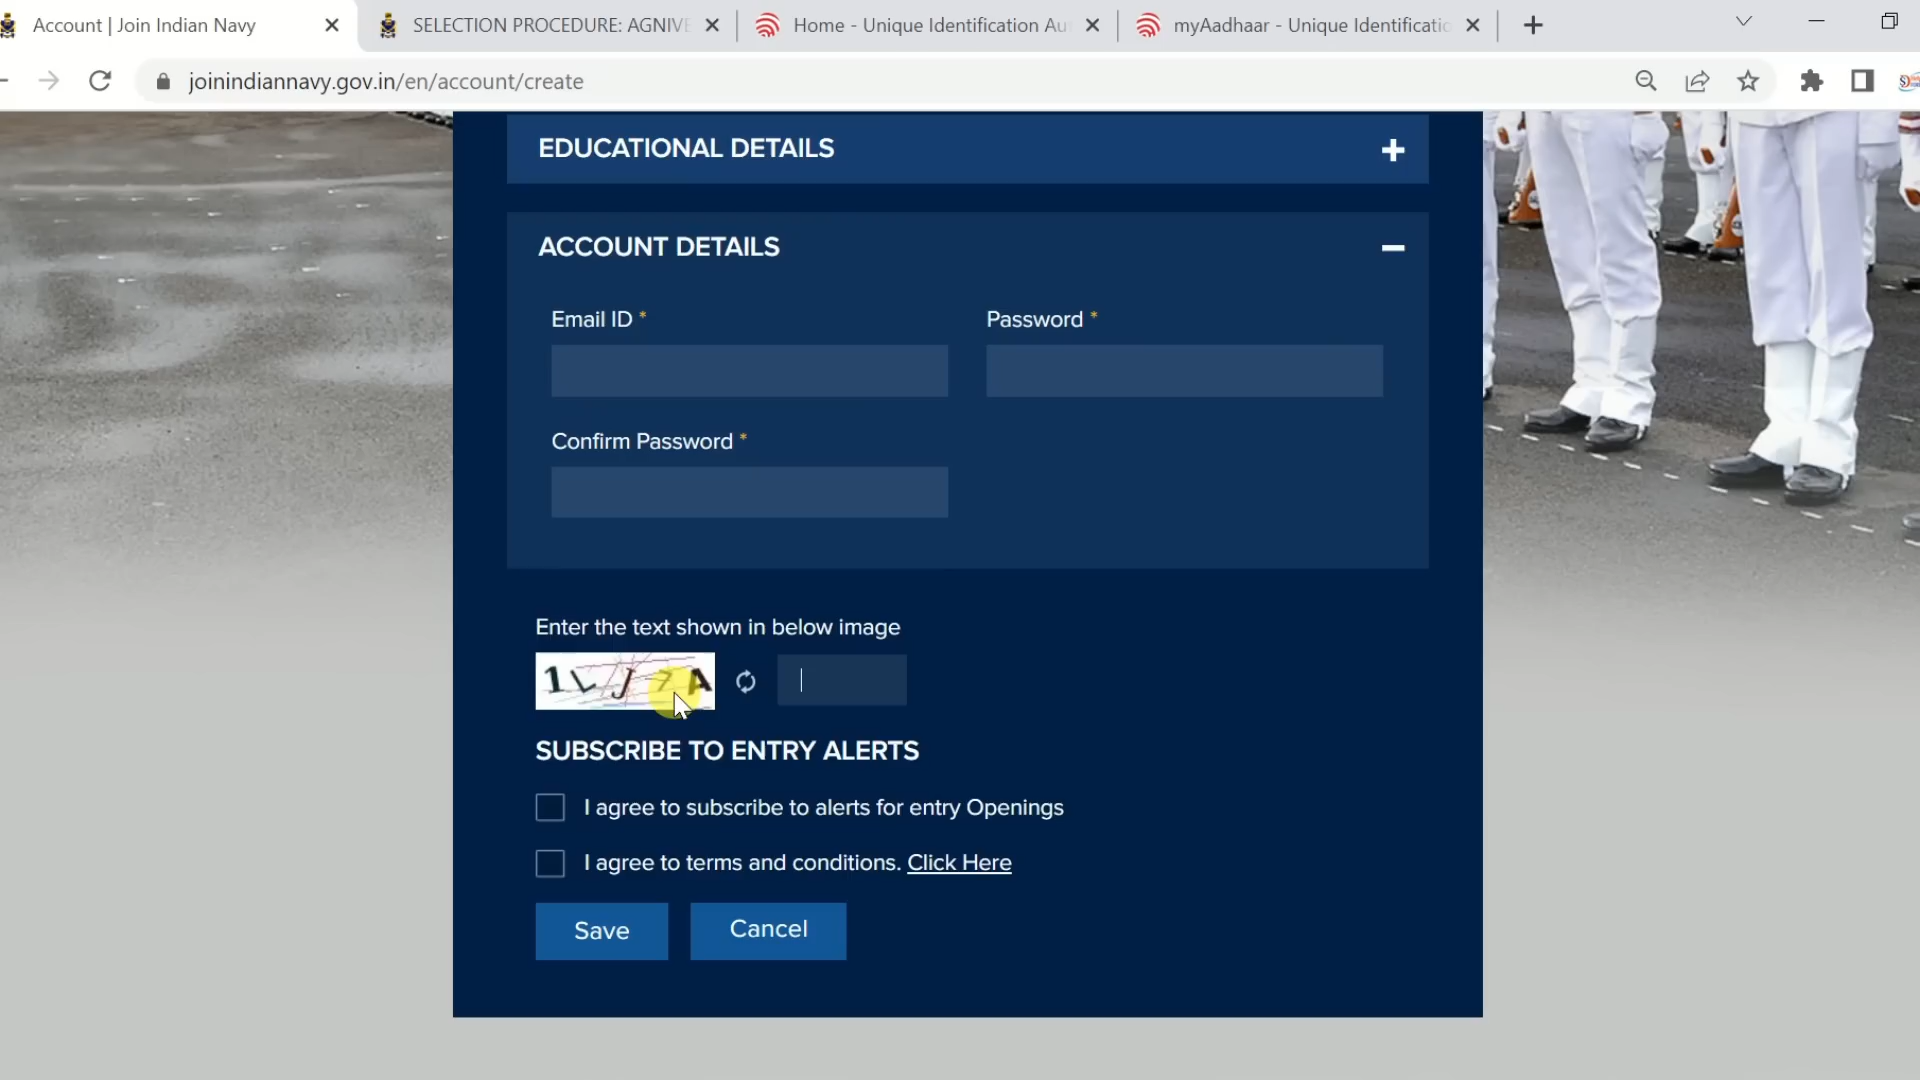 Account | Join Indian Navy
SELECTION PROCEDURE: AGNIVE
Home - Unique Identification Au
myAadhaar - Unique Identificatio
joinindiannavy.gov.in/en/account/create
EDUCATIONAL DETAILS
ACCOUNT DETAILS
Email ID *
Password *
Confirm Password *
Enter the text shown in below image
SUBSCRIBE TO ENTRY ALERTS
I agree to subscribe to alerts for entry Openings
I agree to terms and conditions. Click Here
Save
Cancel